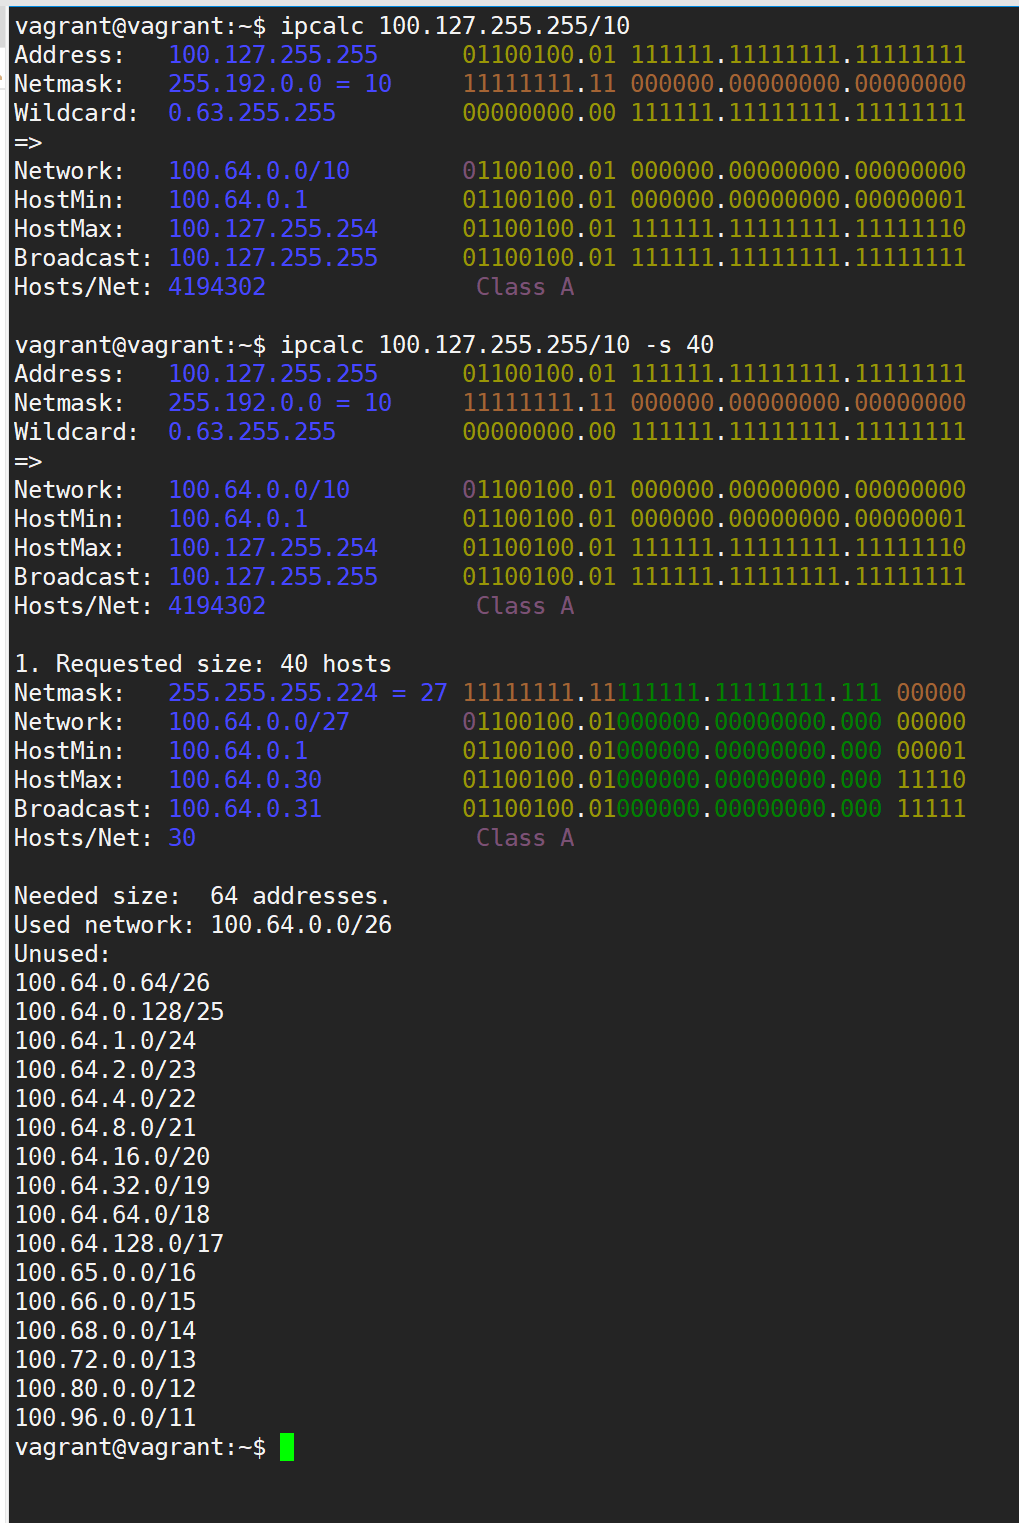 vagrant@vagrant:~$ ipcalc 100.127.255.255/10
Address:   100.127.255.255      01100100.01 111111.11111111.11111111
Netmask:   255.192.0.0 = 10     11111111.11 000000.00000000.00000000
Wildcard:  0.63.255.255         00000000.00 111111.11111111.11111111
=>
Network:   100.64.0.0/10        01100100.01 000000.00000000.00000000
HostMin:   100.64.0.1           01100100.01 000000.00000000.00000001
HostMax:   100.127.255.254      01100100.01 111111.11111111.11111110
Broadcast: 100.127.255.255      01100100.01 111111.11111111.11111111
Hosts/Net: 4194302               Class A

vagrant@vagrant:~$ ipcalc 100.127.255.255/10 -s 40
Address:   100.127.255.255      01100100.01 111111.11111111.11111111
Netmask:   255.192.0.0 = 10     11111111.11 000000.00000000.00000000
Wildcard:  0.63.255.255         00000000.00 111111.11111111.11111111
=>
Network:   100.64.0.0/10        01100100.01 000000.00000000.00000000
HostMin:   100.64.0.1           01100100.01 000000.00000000.00000001
HostMax:   100.127.255.254      01100100.01 111111.11111111.11111110
Broadcast: 100.127.255.255      01100100.01 111111.11111111.11111111
Hosts/Net: 4194302               Class A

1. Requested size: 40 hosts
Netmask:   255.255.255.224 = 27 11111111.11111111.11111111.111 00000
Network:   100.64.0.0/27        01100100.01000000.00000000.000 00000
HostMin:   100.64.0.1           01100100.01000000.00000000.000 00001
HostMax:   100.64.0.30          01100100.01000000.00000000.000 11110
Broadcast: 100.64.0.31          01100100.01000000.00000000.000 11111
Hosts/Net: 30                    Class A

Needed size:  64 addresses.
Used network: 100.64.0.0/26
Unused:
100.64.0.64/26
100.64.0.128/25
100.64.1.0/24
100.64.2.0/23
100.64.4.0/22
100.64.8.0/21
100.64.16.0/20
100.64.32.0/19
100.64.64.0/18
100.64.128.0/17
100.65.0.0/16
100.66.0.0/15
100.68.0.0/14
100.72.0.0/13
100.80.0.0/12
100.96.0.0/11
vagrant@vagrant:~$